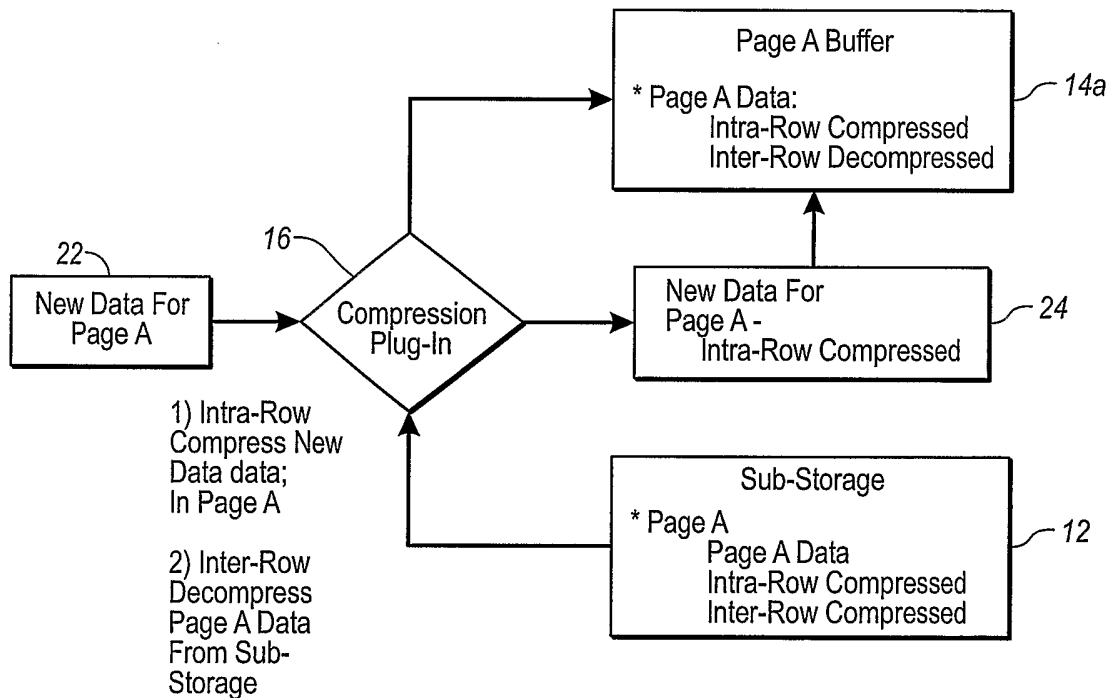 Page A Buffer
* Page A Data:
Intra-Row Compressed
Inter-Row Decompressed
14a
22
New Data For
Page A
16
Compression
Plug-In
New Data For
Page A -
Intra-Row Compressed
24
1) Intra-Row
Compress New
Data data;
In Page A
2) Inter-Row
Decompress
Page A Data
From Sub-
Storage
Sub-Storage
* Page A
Page A Data
Intra-Row Compressed
Inter-Row Compressed
12